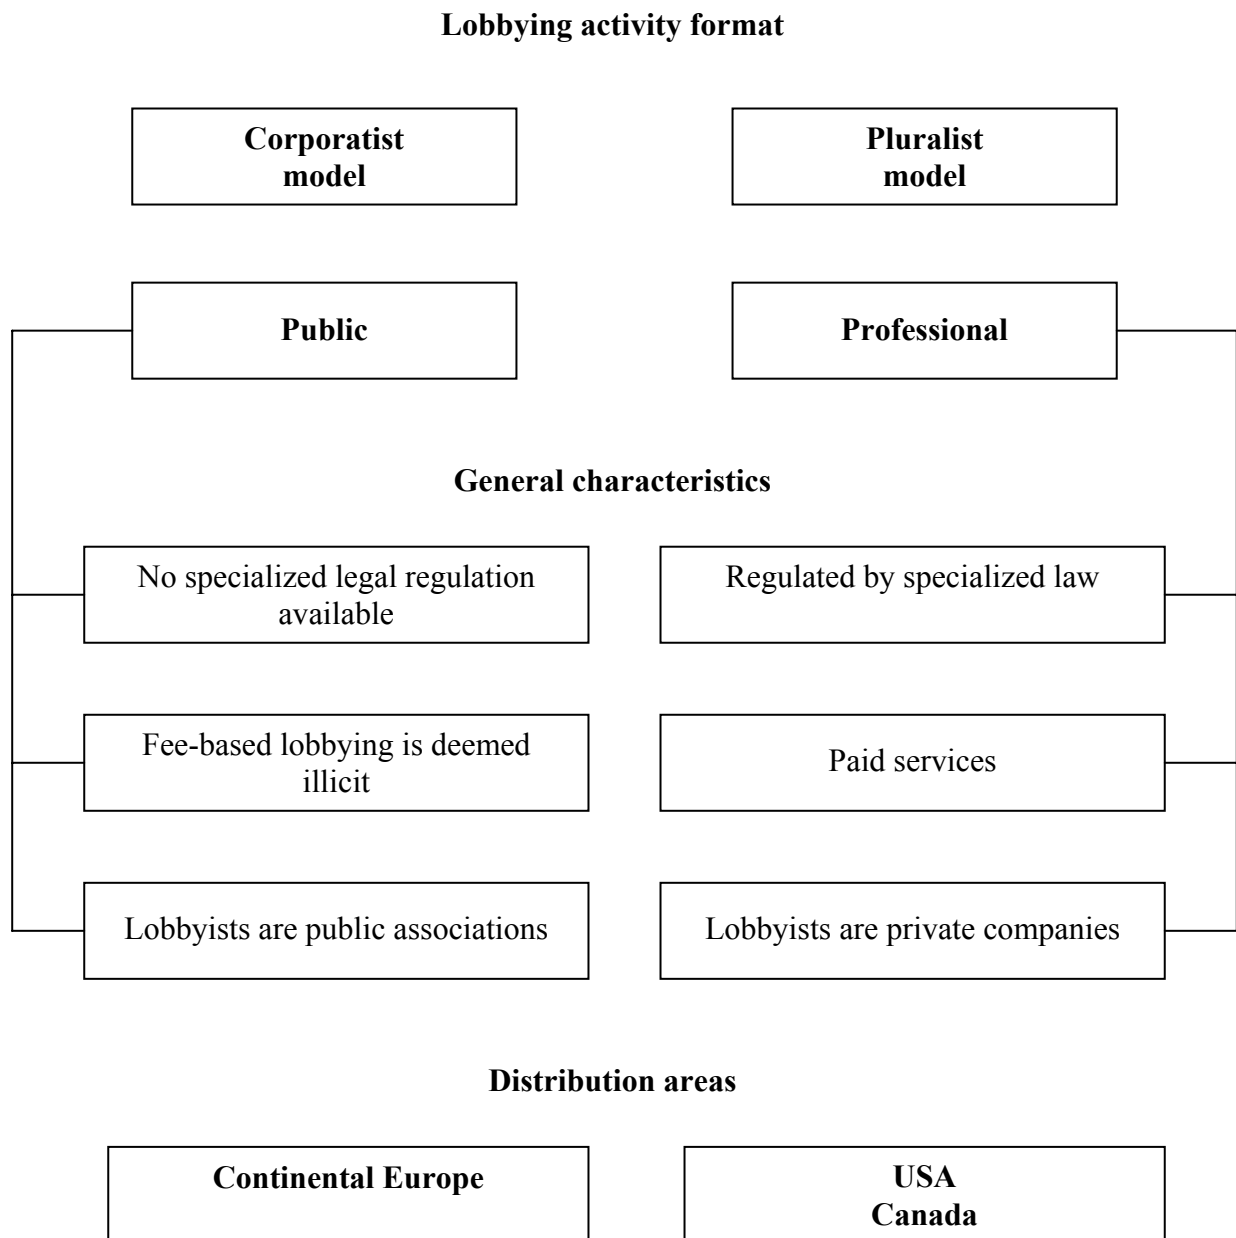 Lobbying activity format
Corporatist
model
Pluralist
model
Public
Professional
General characteristics
No specialized legal regulation
available
Regulated by specialized law
Fee-based lobbying is deemed
illicit
Paid services
Lobbyists are public associations
Lobbyists are private companies
Distribution areas
Continental Europe
USA
Canada